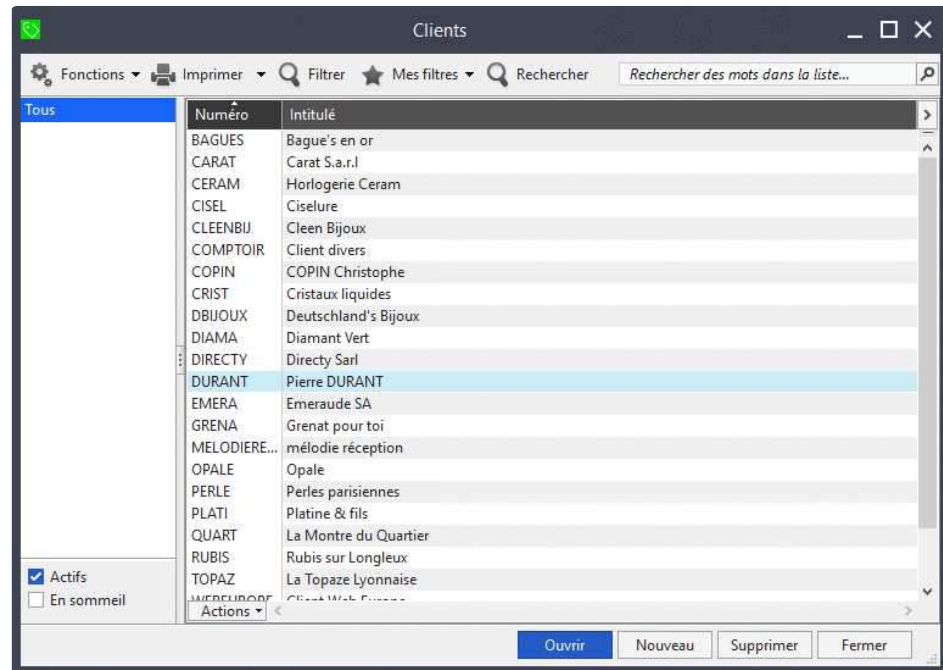 Clients
Fonctions Imprimer Filtrer Mes filtres Rechercher Rechercher des mots dans la liste...
Tous
Numéro Intitulé
BAGUES Bague's en or
CARAT Carat S.a.r.l
CERAM Horlogerie Ceram
CISEL Ciselure
CLEENBIJ Cleen Bijoux
COMPTOIR Client divers
COPIN COPIN Christophe
CRIST Cristaux liquides
DBIJOUX Deutschland's Bijoux
DIAMA Diamant Vert
DIRECTY Directy Sarl
DURANT Pierre DURANT
EMERA Emeraude SA
GRENA Grenat pour toi
MELODIERE... mélodie réception
OPALE Opale
PERLE Perles parisiennes
PLATI Platine & fils
QUART La Montre du Quartier
RUBIS Rubis sur Longleux
TOPAZ La Topaze Lyonnaise
WEBEUROPE Client Web Europe
Actifs
En sommeil
Actions
Ouvrir Nouveau Supprimer Fermer